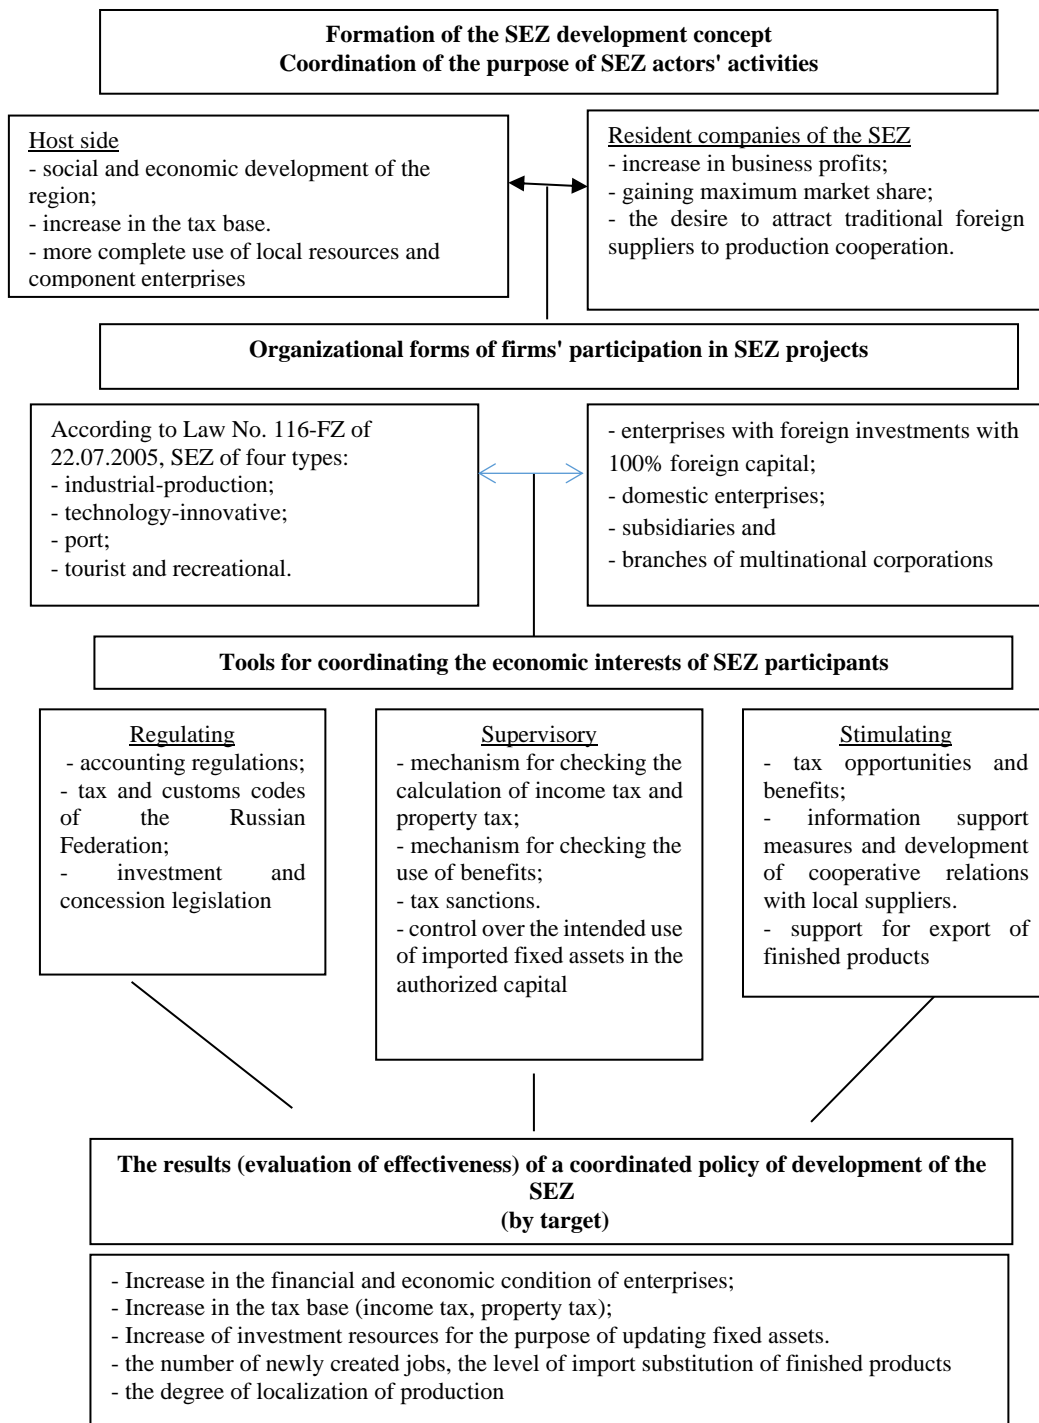 Formation of the SEZ development concept
Coordination of the purpose of SEZ actors' activities
Host side
- social and economic development of the
region;
- increase in the tax base.
- more complete use of local resources and
component enterprises
Resident companies of the SEZ
- increase in business profits;
- gaining maximum market share;
- the desire to attract traditional foreign
suppliers to production cooperation.
Organizational forms of firms' participation in SEZ projects
According to Law No. 116-FZ of
22.07.2005, SEZ of four types:
- industrial-production;
- technology-innovative;
- port;
- tourist and recreational.
- enterprises with foreign investments with
100% foreign capital;
- domestic enterprises;
- subsidiaries and
- branches of multinational corporations
Tools for coordinating the economic interests of SEZ participants
Regulating
- accounting regulations;
- tax and customs codes
of the Russian
Federation;
- investment and
concession legislation
Supervisory
- mechanism for checking the
calculation of income tax and
property tax;
- mechanism for checking the
use of benefits;
- tax sanctions.
- control over the intended use
of imported fixed assets in the
authorized capital
Stimulating
- tax opportunities and
benefits;
- information support
measures and development
of cooperative relations
with local suppliers.
- support for export of
finished products
The results (evaluation of effectiveness) of a coordinated policy of development of the
SEZ
(by target)
- Increase in the financial and economic condition of enterprises;
- Increase in the tax base (income tax, property tax);
- Increase of investment resources for the purpose of updating fixed assets.
- the number of newly created jobs, the level of import substitution of finished products
- the degree of localization of production